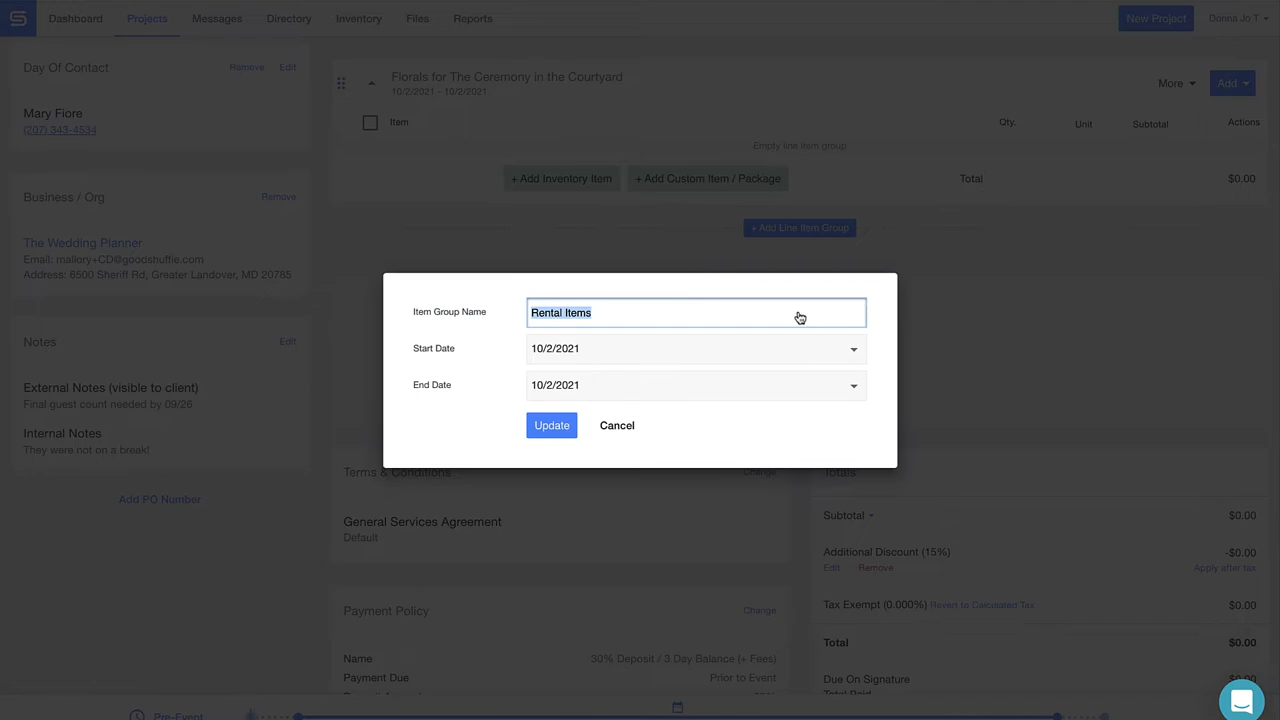 Dashboard Projects Messages Directory Inventory Files Reports New Project Donna Jo T
Day Of Contact Remove Edit
Mary Fiore
(207) 343-4534
Business / Org Remove
The Wedding Planner
Email: mallory+CD@goodshuffle.com
Address: 6500 Sheriff Rd, Greater Landover, MD 20785
Notes Edit
External Notes (visible to client)
Final guest count needed by 09/26
Internal Notes
They were not on a break!
Add PO Number
Florals for The Ceremony in the Courtyard More Add
10/2/2021 - 10/2/2021
Item Qty. Unit Subtotal Actions
Empty line item group
+ Add Inventory Item + Add Custom Item / Package Total $0.00
+ Add Line Item Group
Item Group Name Rental Items
Start Date 10/2/2021
End Date 10/2/2021
Update Cancel
Terms & Conditions Change
General Services Agreement
Default
Payment Policy Change
Name 30% Deposit / 3 Day Balance (+ Fees)
Payment Due Prior to Event
Totals
Subtotal $0.00
Additional Discount (15%) -$0.00
Edit Remove Apply after tax
Tax Exempt (0.000%) Revert to Calculated Tax $0.00
Total $0.00
Due On Signature $0.00
Total Paid
Pre-Event